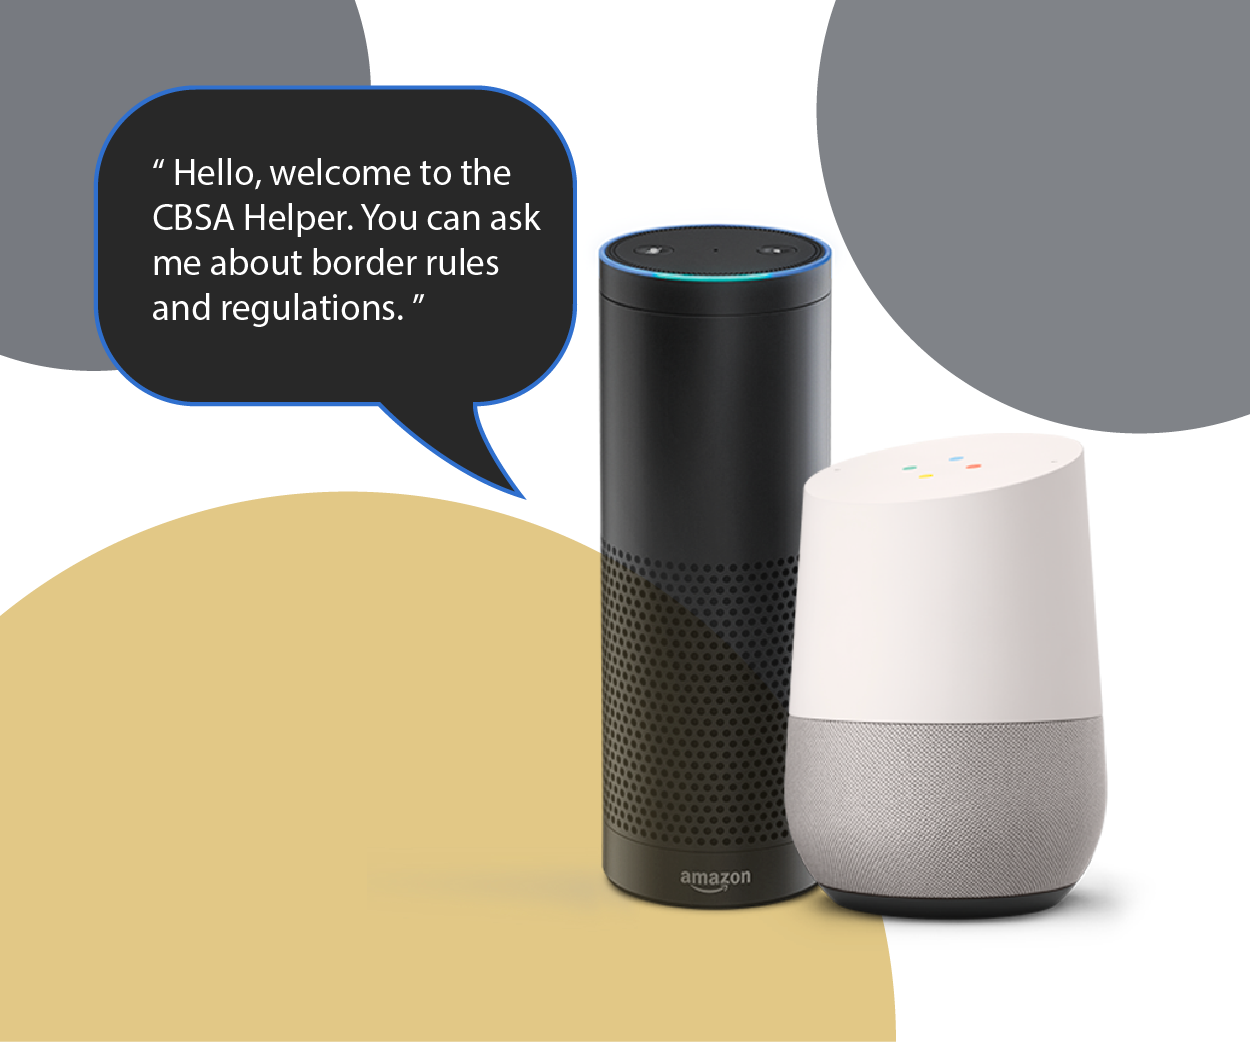 “ Hello, welcome to the
CBSA Helper. You can ask
me about border rules
and regulations. ”
amazon